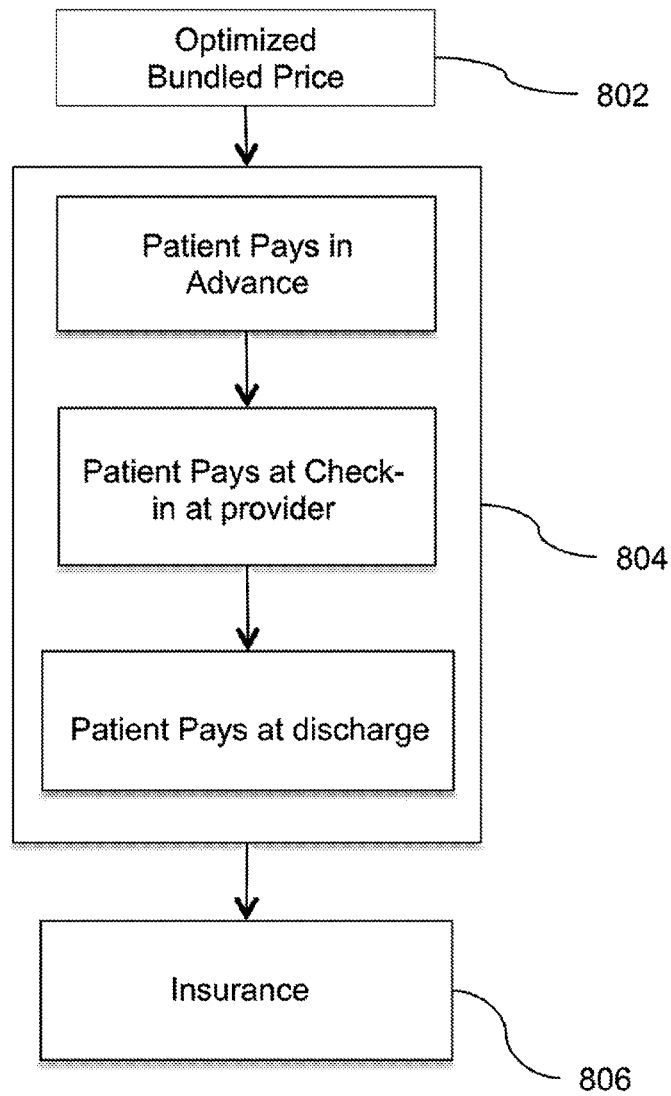 Optimized
Bundled Price
802
Patient Pays in
Advance
Patient Pays at Check-
in at provider
804
Patient Pays at discharge
Insurance
806